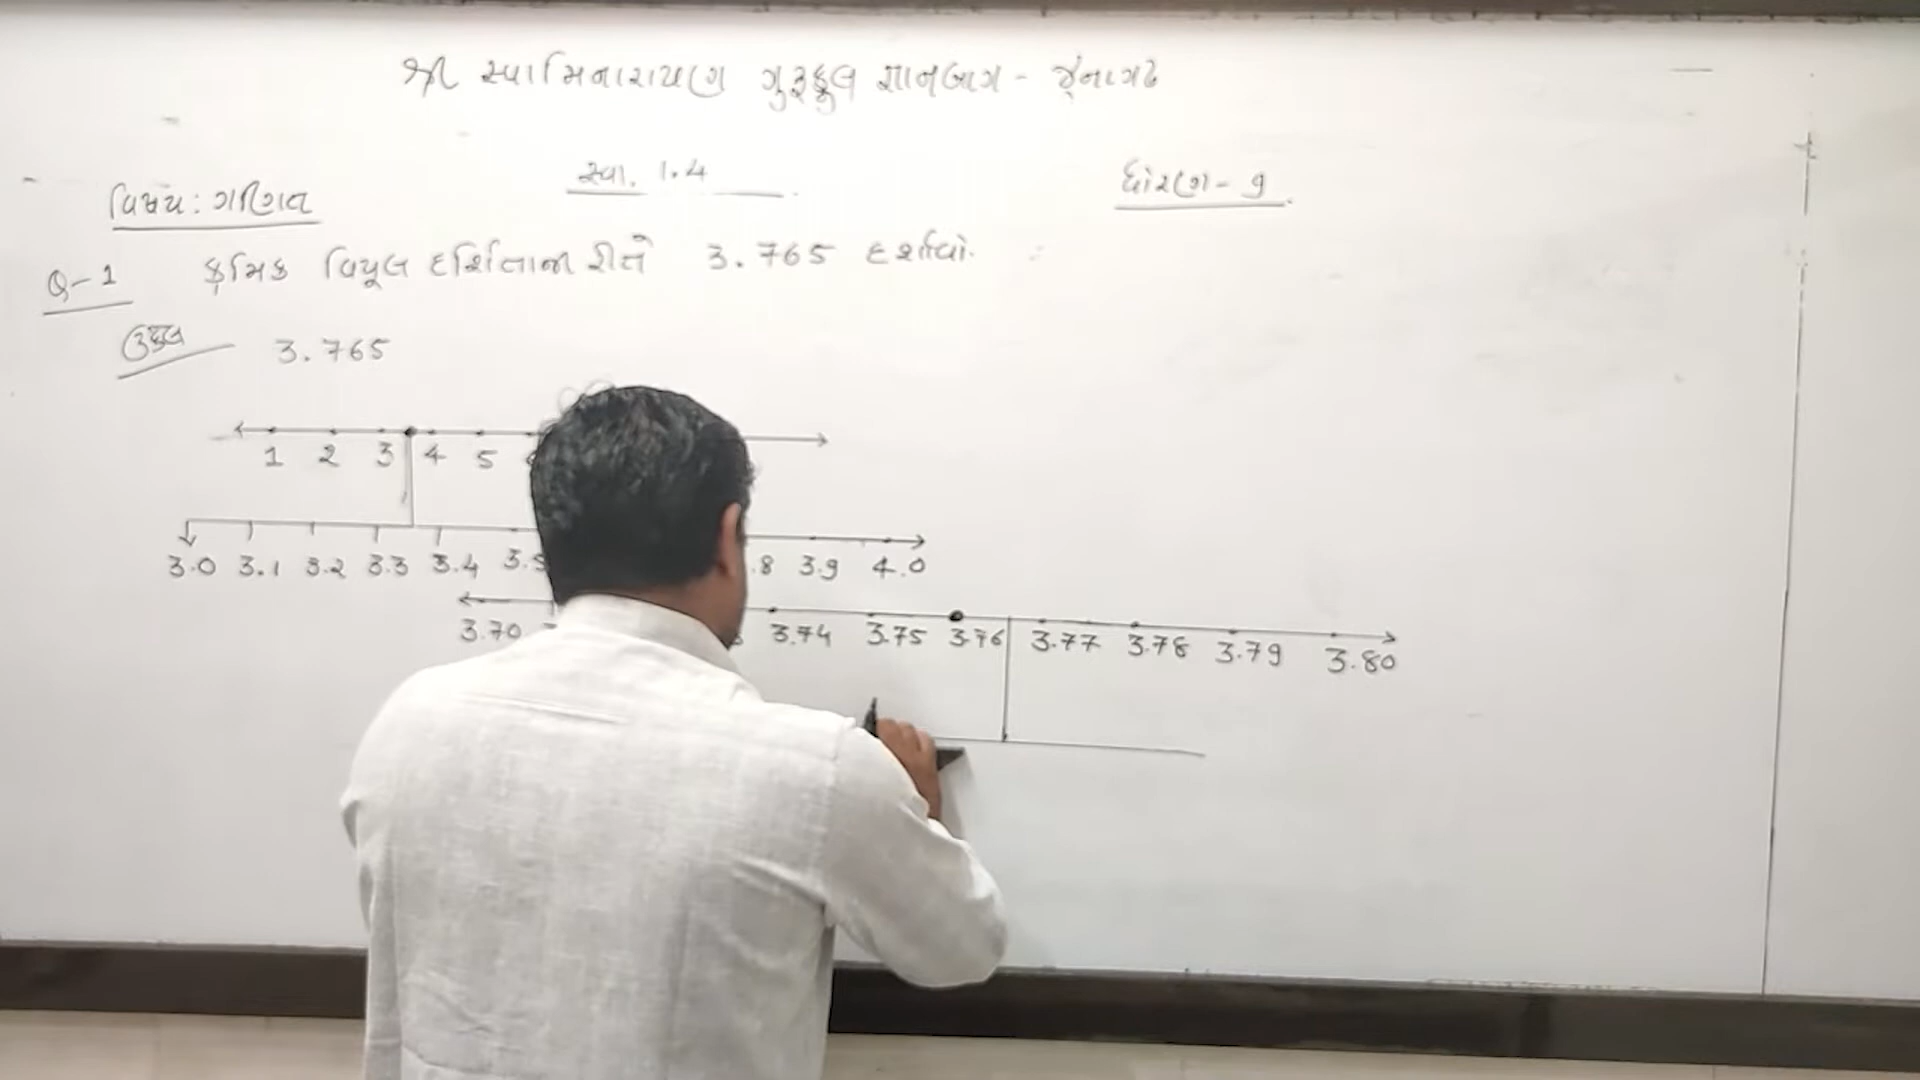 શ્રી સ્વામિનારાયણ ગુરૂકુલ જ્ઞાનબાગ - જૂનાગઢ
વિષય : ગણિત સ્વા. 1.4 ધોરણ - 9
Q-1 ક્રમિક વિપુલ દર્શિતાની રીતે 3.765 દર્શાવો.
ઉકેલ 3.765
1 2 3 4 5
3.0 3.1 3.2 3.3 3.4 3.5 .8 3.9 4.0
3.70 3.74 3.75 3.76 3.77 3.78 3.79 3.80